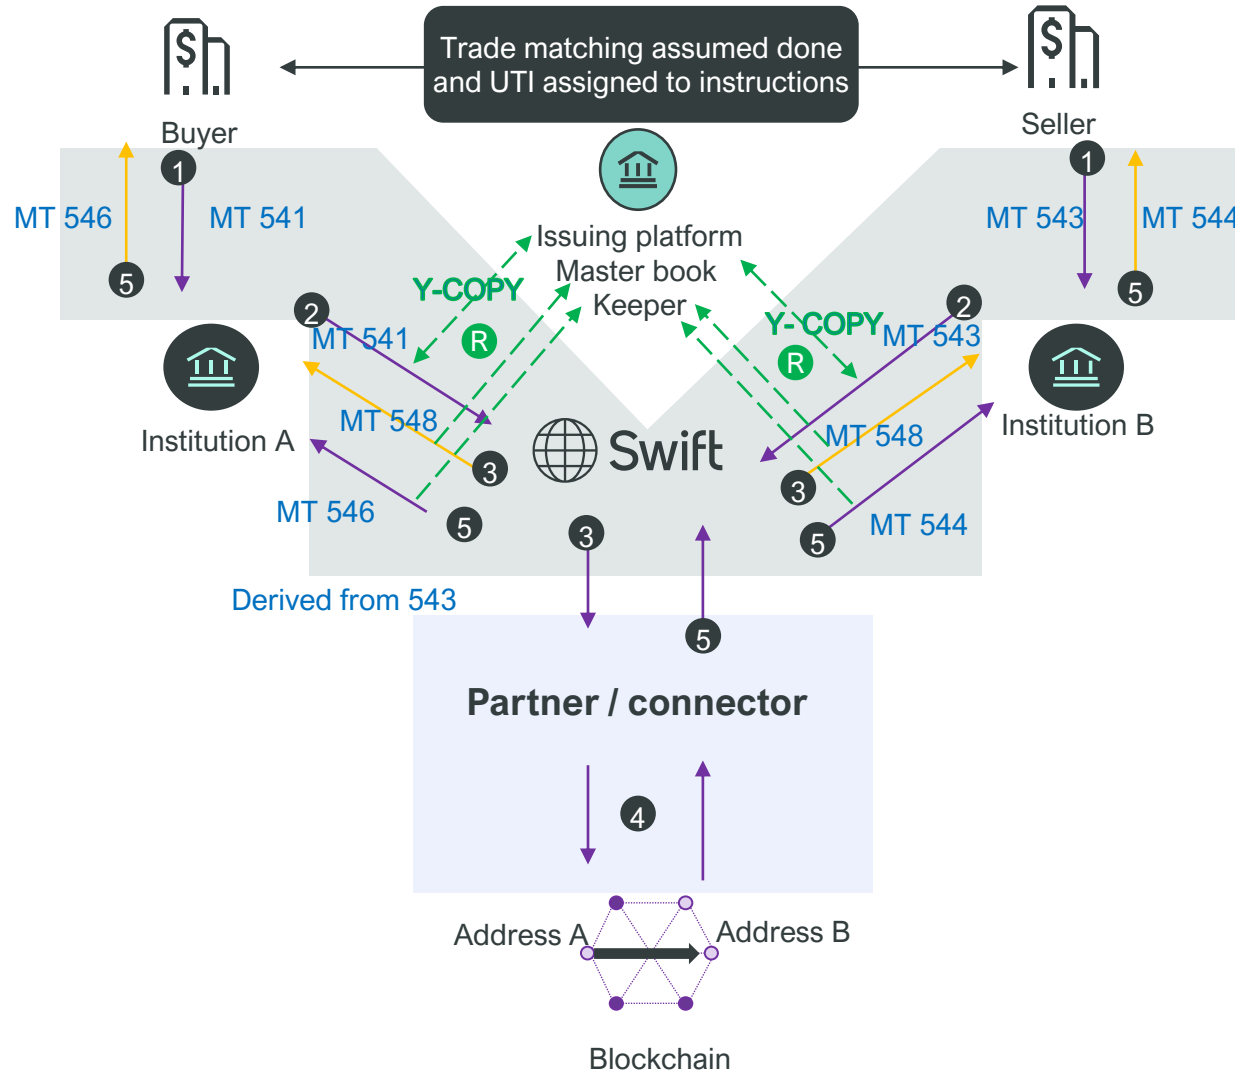 Trade matching assumed done
and UTI assigned to instructions
Buyer
Seller
1
1
MT 546
MT 541
MT 543
MT 544
5
5
Issuing platform
Master book
Keeper
Y-COPY
Y- COPY
R
R
2
2
MT 541
MT 543
MT 548
MT 548
Institution A
Institution B
Swift
3
3
MT 546
MT 544
5
3
5
Derived from 543
5
Partner / connector
4
Address A
Address B
Blockchain